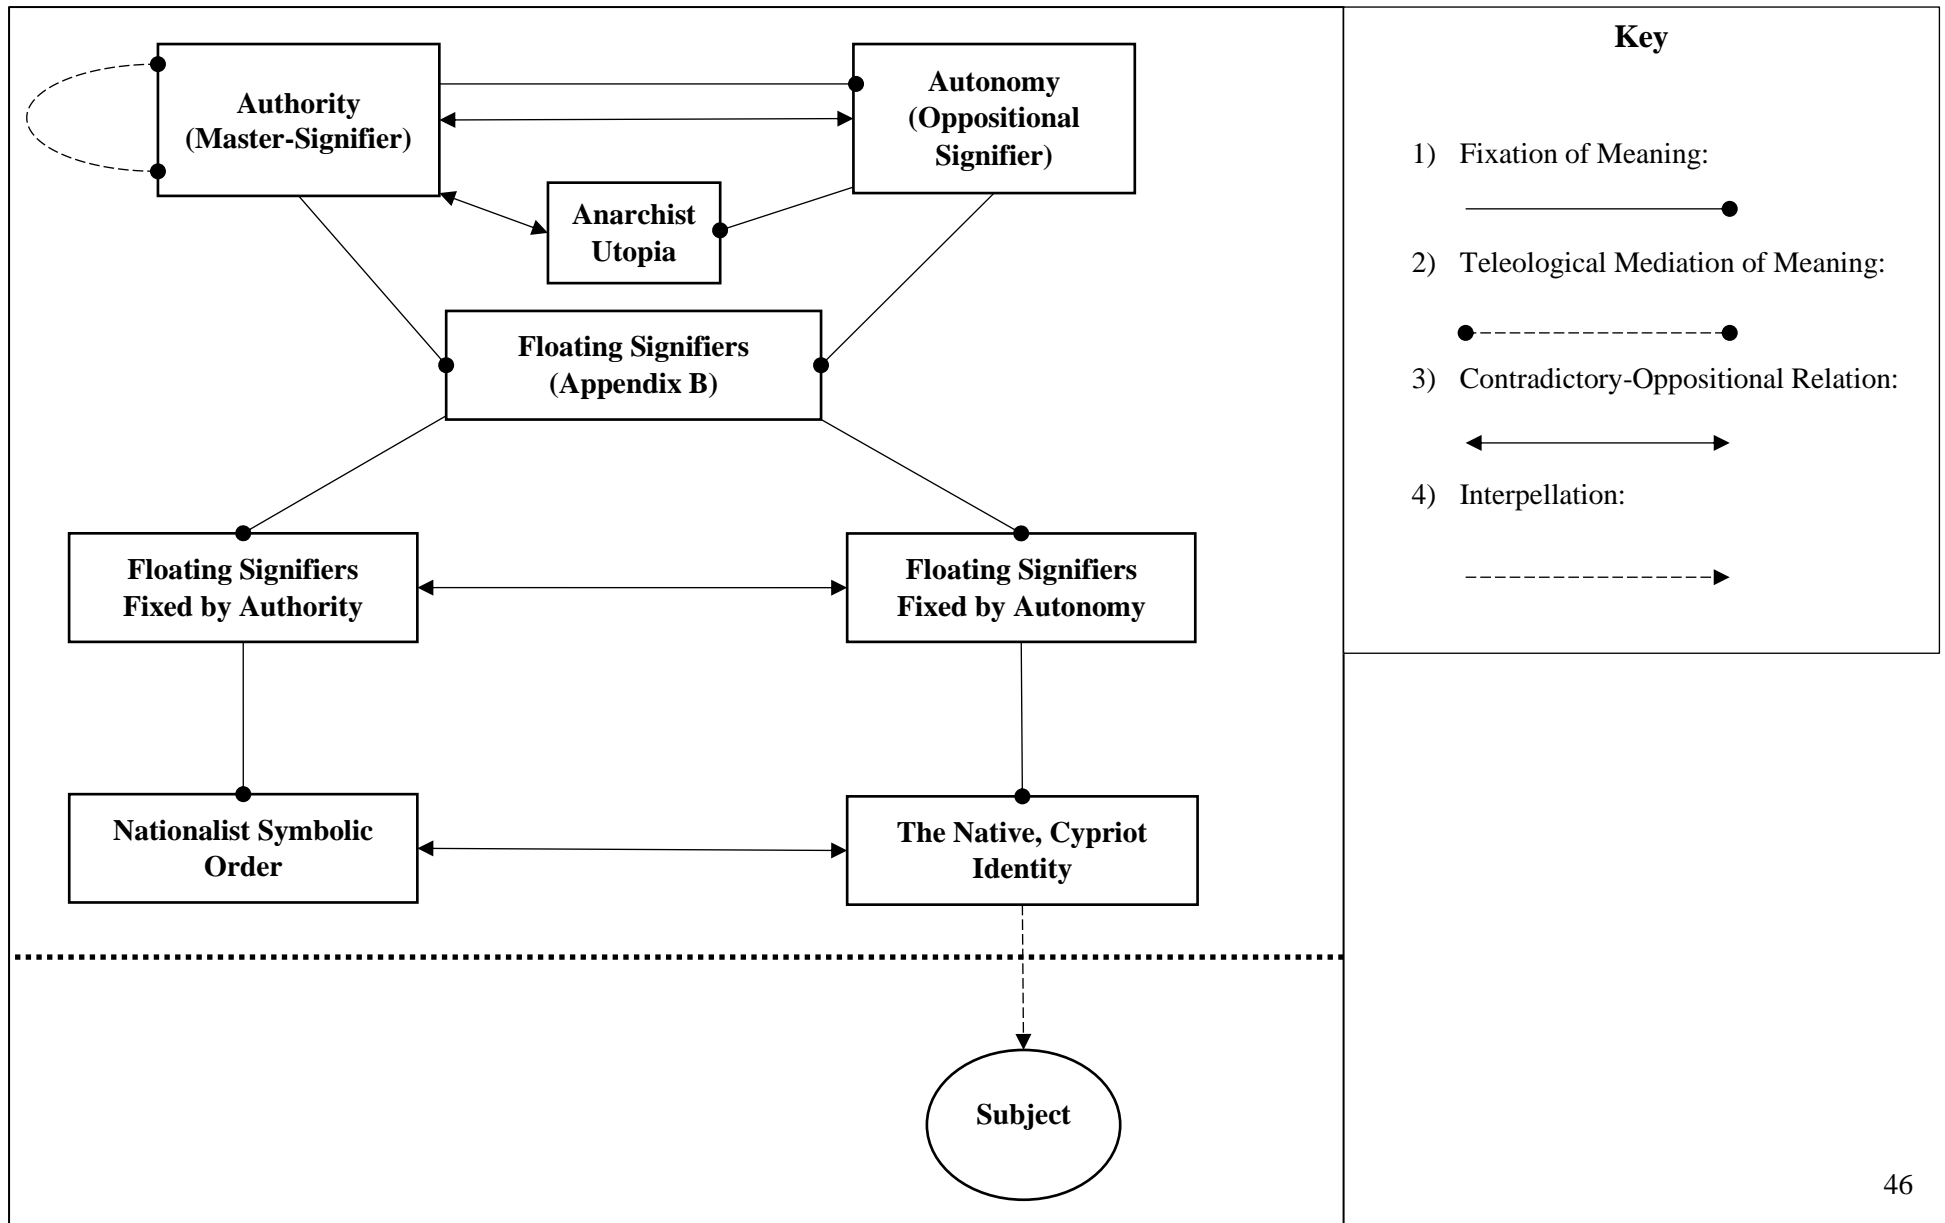 Authority
(Master-Signifier)
Autonomy
(Oppositional
Signifier)
Anarchist
Utopia
Floating Signifiers
(Appendix B)
Floating Signifiers
Fixed by Authority
Floating Signifiers
Fixed by Autonomy
Nationalist Symbolic
Order
The Native, Cypriot
Identity
Subject
Key
1) Fixation of Meaning:
2) Teleological Mediation of Meaning:
3) Contradictory-Oppositional Relation:
4) Interpellation:
46